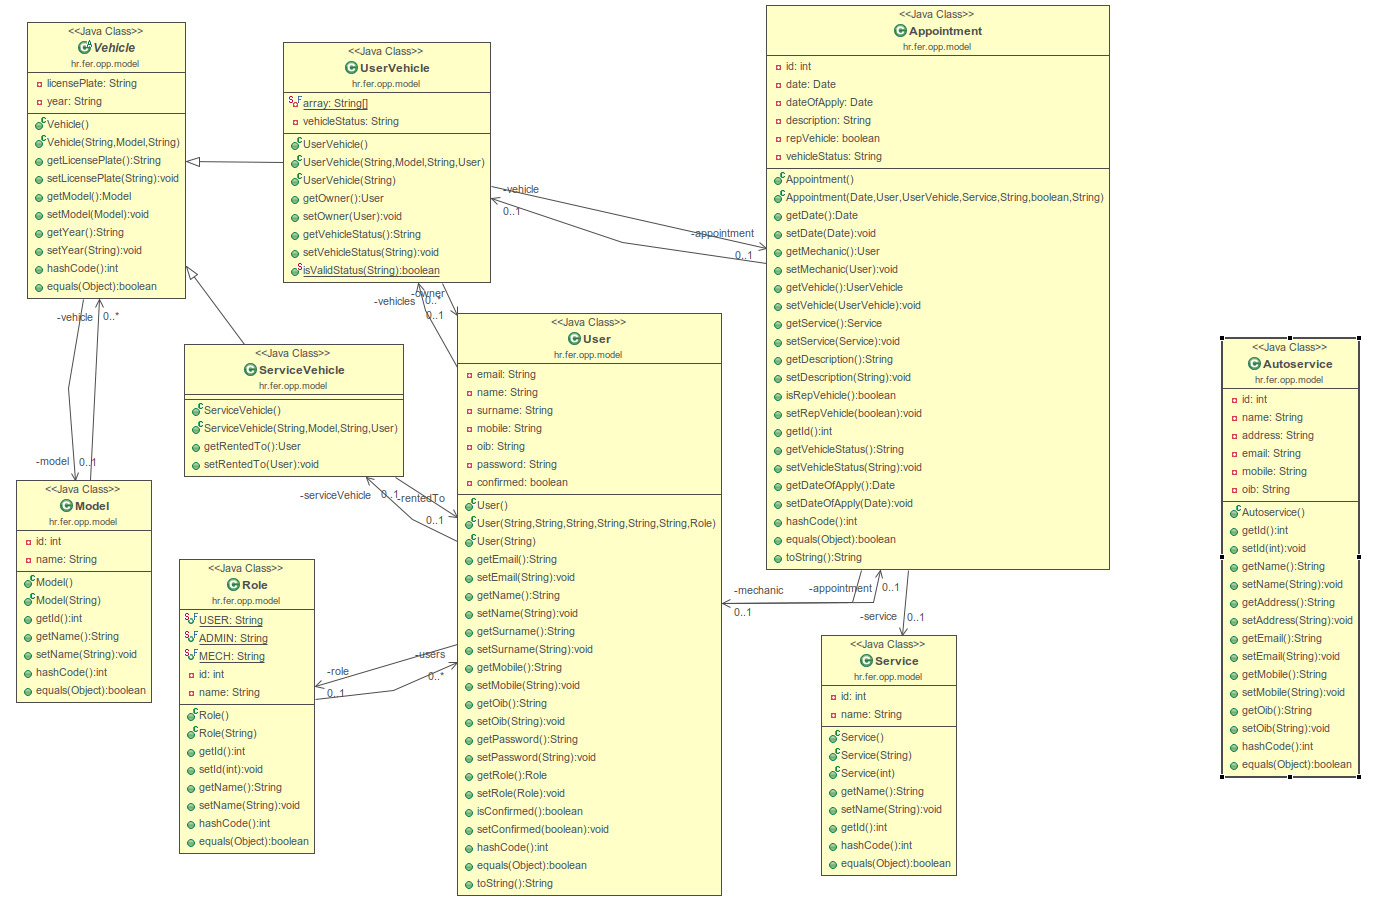 <<Java Class>>
Vehicle
hr.fer.opp.model
licensePlate: String
year: String
Vehicle()
Vehicle(String,Model,String)
getLicensePlate():String
setLicensePlate(String):void
getModel():Model
setModel(Model):void
getYear():String
setYear(String):void
hashCode():int
equals(Object):boolean
<<Java Class>>
UserVehicle
hr.fer.opp.model
array: String[]
vehicleStatus: String
UserVehicle()
UserVehicle(String,Model,String,User)
UserVehicle(String)
getOwner():User
setOwner(User):void
getVehicleStatus():String
setVehicleStatus(String):void
isValidStatus(String):boolean
<<Java Class>>
Appointment
hr.fer.opp.model
id: int
date: Date
dateOfApply: Date
description: String
repVehicle: boolean
vehicleStatus: String
Appointment()
Appointment(Date,User,UserVehicle,Service,String,boolean,String)
getDate():Date
setDate(Date):void
getMechanic():User
setMechanic(User):void
getVehicle():UserVehicle
setVehicle(UserVehicle):void
getService():Service
setService(Service):void
getDescription():String
setDescription(String):void
isRepVehicle():boolean
setRepVehicle(boolean):void
getId():int
getVehicleStatus():String
setVehicleStatus(String):void
getDateOfApply():Date
setDateOfApply(Date):void
hashCode():int
equals(Object):boolean
toString():String
-vehicle
0..1
-appointment
0..1
-vehicle
0..*
-model
0..1
-vehicles
0..*
-owner
0..1
<<Java Class>>
ServiceVehicle
hr.fer.opp.model
ServiceVehicle()
ServiceVehicle(String,Model,String,User)
getRentedTo():User
setRentedTo(User):void
-serviceVehicle
0..1
-rentedTo
0..1
<<Java Class>>
User
hr.fer.opp.model
email: String
name: String
surname: String
mobile: String
oib: String
password: String
confirmed: boolean
User()
User(String,String,String,String,String,String,Role)
User(String)
getEmail():String
setEmail(String):void
getName():String
setName(String):void
getSurname():String
setSurname(String):void
getMobile():String
setMobile(String):void
getOib():String
setOib(String):void
getPassword():String
setPassword(String):void
getRole():Role
setRole(Role):void
isConfirmed():boolean
setConfirmed(boolean):void
hashCode():int
equals(Object):boolean
toString():String
<<Java Class>>
Model
hr.fer.opp.model
id: int
name: String
Model()
Model(String)
getId():int
getName():String
setName(String):void
hashCode():int
equals(Object):boolean
<<Java Class>>
Role
hr.fer.opp.model
USER: String
ADMIN: String
MECH: String
id: int
name: String
Role()
Role(String)
getId():int
setId(int):void
getName():String
setName(String):void
hashCode():int
equals(Object):boolean
-role
0..1
-users
0..*
-mechanic
0..1
-appointment
0..1
-service
0..1
<<Java Class>>
Service
hr.fer.opp.model
id: int
name: String
Service()
Service(String)
Service(int)
getName():String
setName(String):void
getId():int
hashCode():int
equals(Object):boolean
<<Java Class>>
Autoservice
hr.fer.opp.model
id: int
name: String
address: String
email: String
mobile: String
oib: String
Autoservice()
getId():int
setId(int):void
getName():String
setName(String):void
getAddress():String
setAddress(String):void
getEmail():String
setEmail(String):void
getMobile():String
setMobile(String):void
getOib():String
setOib(String):void
hashCode():int
equals(Object):boolean